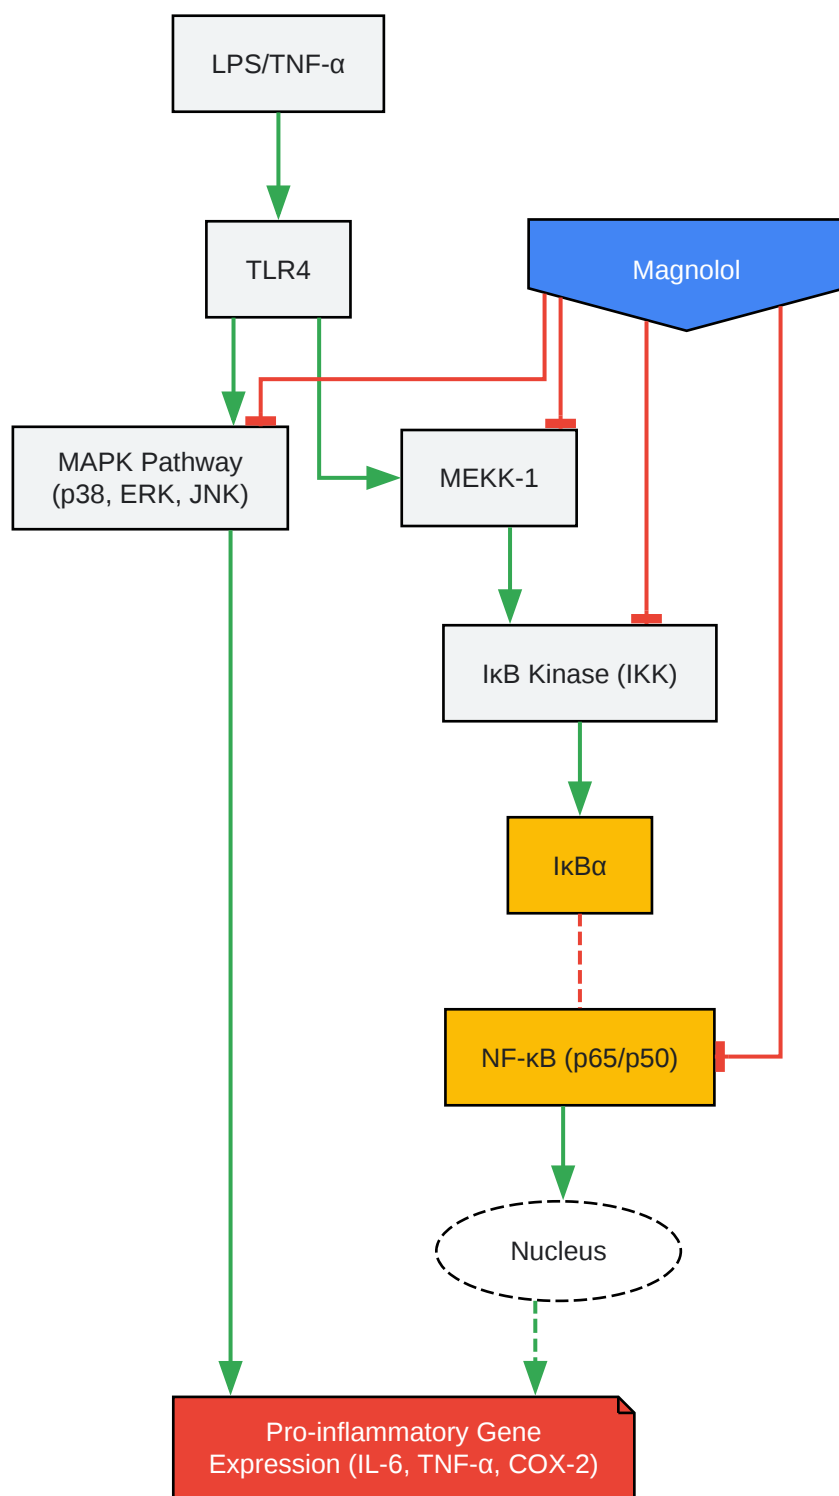 LPS/TNF-α
TLR4
Magnolol
MAPK Pathway
(p38, ERK, JNK)
MEKK-1
IκB Kinase (IKK)
IκBα
NF-κB (p65/p50)
Nucleus
Pro-inflammatory Gene
Expression (IL-6, TNF-α, COX-2)